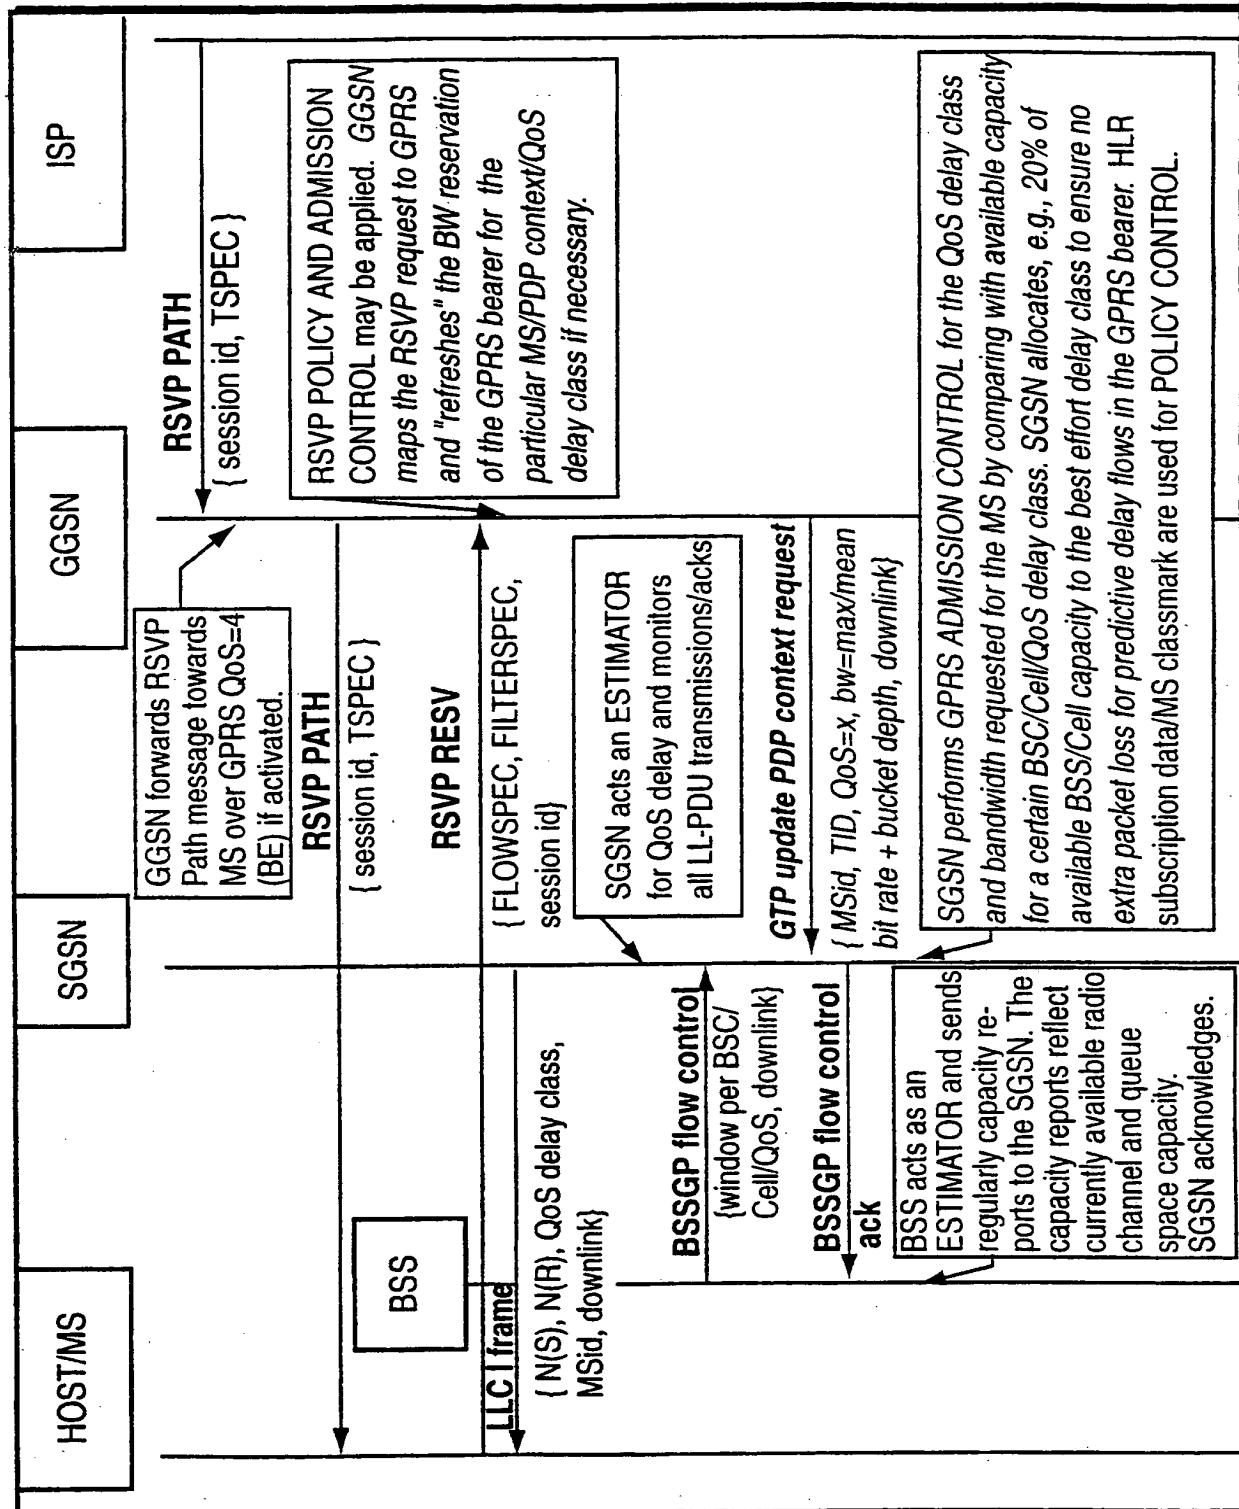 HOST/MS
SGSN
GGSN
ISP
RSVP PATH
{ session id, TSPEC }
GGSN forwards RSVP
Path message towards
MS over GPRS QoS=4
(BE) if activated.
RSVP POLICY AND ADMISSION
CONTROL may be applied. GGSN
maps the RSVP request to GPRS
and "refreshes" the BW reservation
of the GPRS bearer for the
particular MS/PDP context/QoS
delay class if necessary.
RSVP PATH
{ session id, TSPEC }
BSS
RSVP RESV
{ FLOWSPEC, FILTERSPEC,
session id}
LLC I frame
{ N(S), N(R), QoS delay class,
MSid, downlink}
SGSN acts an ESTIMATOR
for QoS delay and monitors
all LL-PDU transmissions/acks
BSSGP flow control
{window per BSC/
Cell/QoS, downlink}
GTP update PDP context request
{ MSid, TID, QoS=x, bw=max/mean
bit rate + bucket depth, downlink}
BSSGP flow control
ack
BSS acts as an
ESTIMATOR and sends
regularly capacity re-
ports to the SGSN. The
capacity reports reflect
currently available radio
channel and queue
space capacity.
SGSN acknowledges.
SGSN performs GPRS ADMISSION CONTROL for the QoS delay class
and bandwidth requested for the MS by comparing with available capacity
for a certain BSC/Cell/QoS delay class. SGSN allocates, e.g., 20% of
available BSS/Cell capacity to the best effort delay class to ensure no
extra packet loss for predictive delay flows in the GPRS bearer. HLR
subscription data/MS classmark are used for POLICY CONTROL.